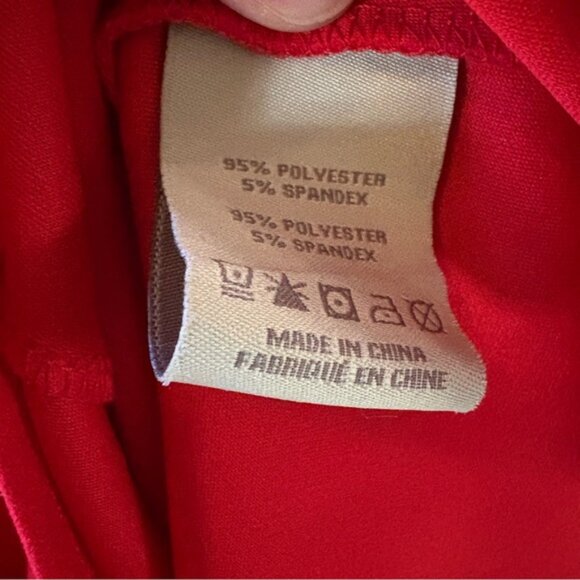 95% POLYESTER
5% SPANDEX
95% POLYESTER
5% SPANDEX
MADE IN CHINA
FABRIQUÉ EN CHINE